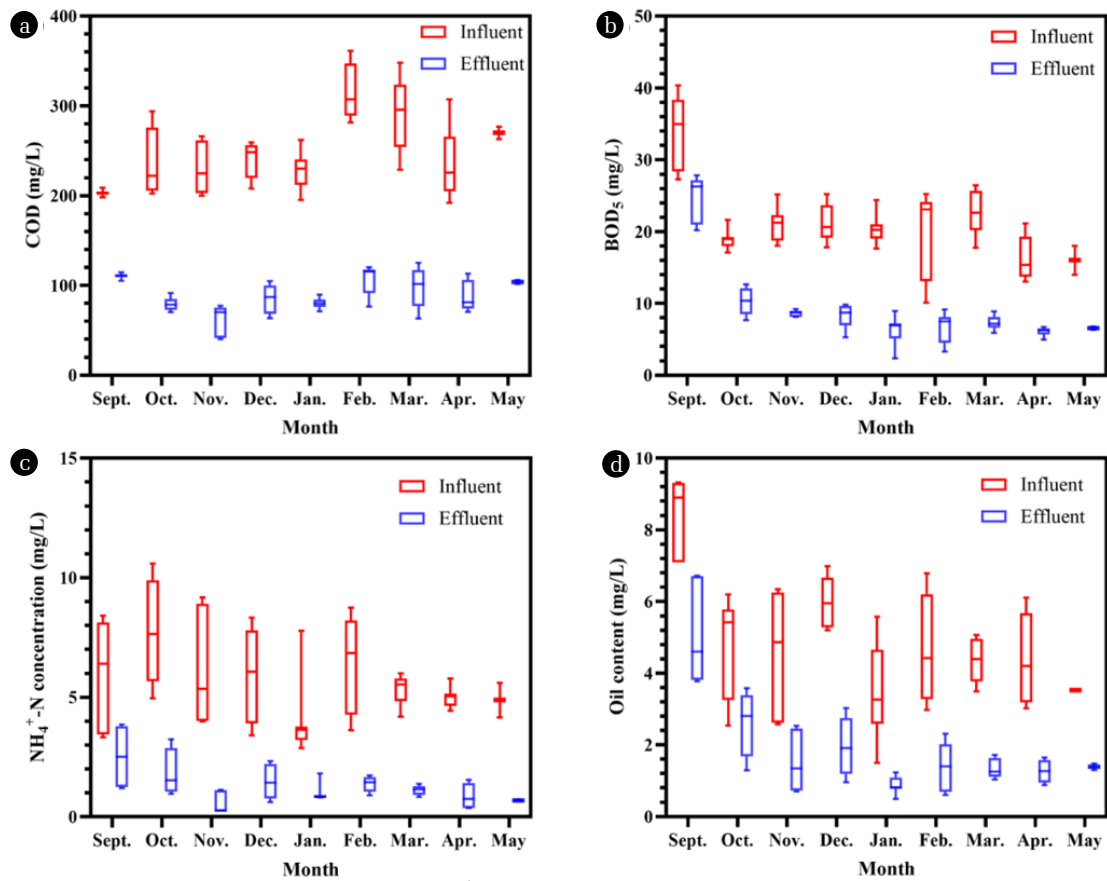 a
400
300
200
100
0
COD (mg/L)
Influent
Effluent
Sept. Oct. Nov. Dec. Jan. Feb. Mar. Apr. May
Month
b
50
40
30
20
10
0
BOD5 (mg/L)
Influent
Effluent
Sept. Oct. Nov. Dec. Jan. Feb. Mar. Apr. May
Month
c
15
10
5
0
NH4+-N concentration (mg/L)
Influent
Effluent
Sept. Oct. Nov. Dec. Jan. Feb. Mar. Apr. May
Month
d
10
8
6
4
2
0
Oil content (mg/L)
Influent
Effluent
Sept. Oct. Nov. Dec. Jan. Feb. Mar. Apr. May
Month